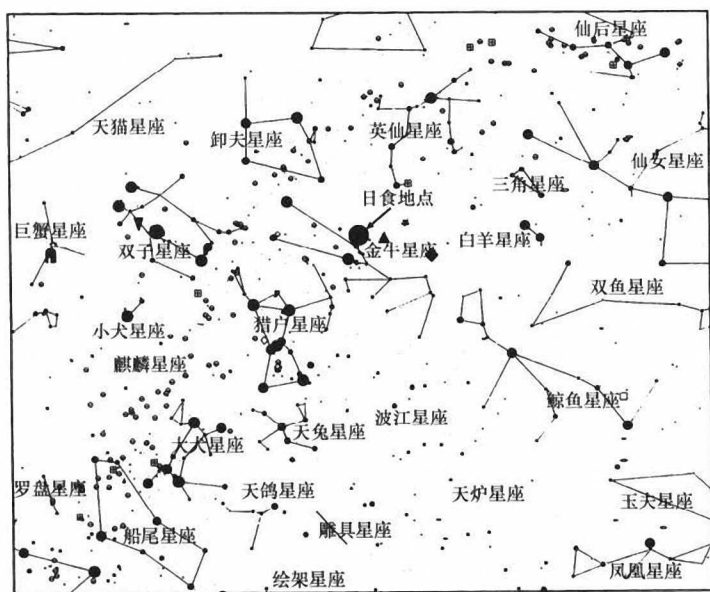 仙后星座
天猫星座
卸夫星座
英仙星座
仙女星座
三角星座
日食地点
巨蟹星座
双子星座
金牛星座
白羊星座
双鱼星座
小犬星座
猎户星座
麒麟星座
鲸鱼星座
波江星座
大犬星座
天兔星座
罗盘星座
天鸽星座
天炉星座
玉夫星座
船尾星座
雕具星座
绘架星座
凤凰星座